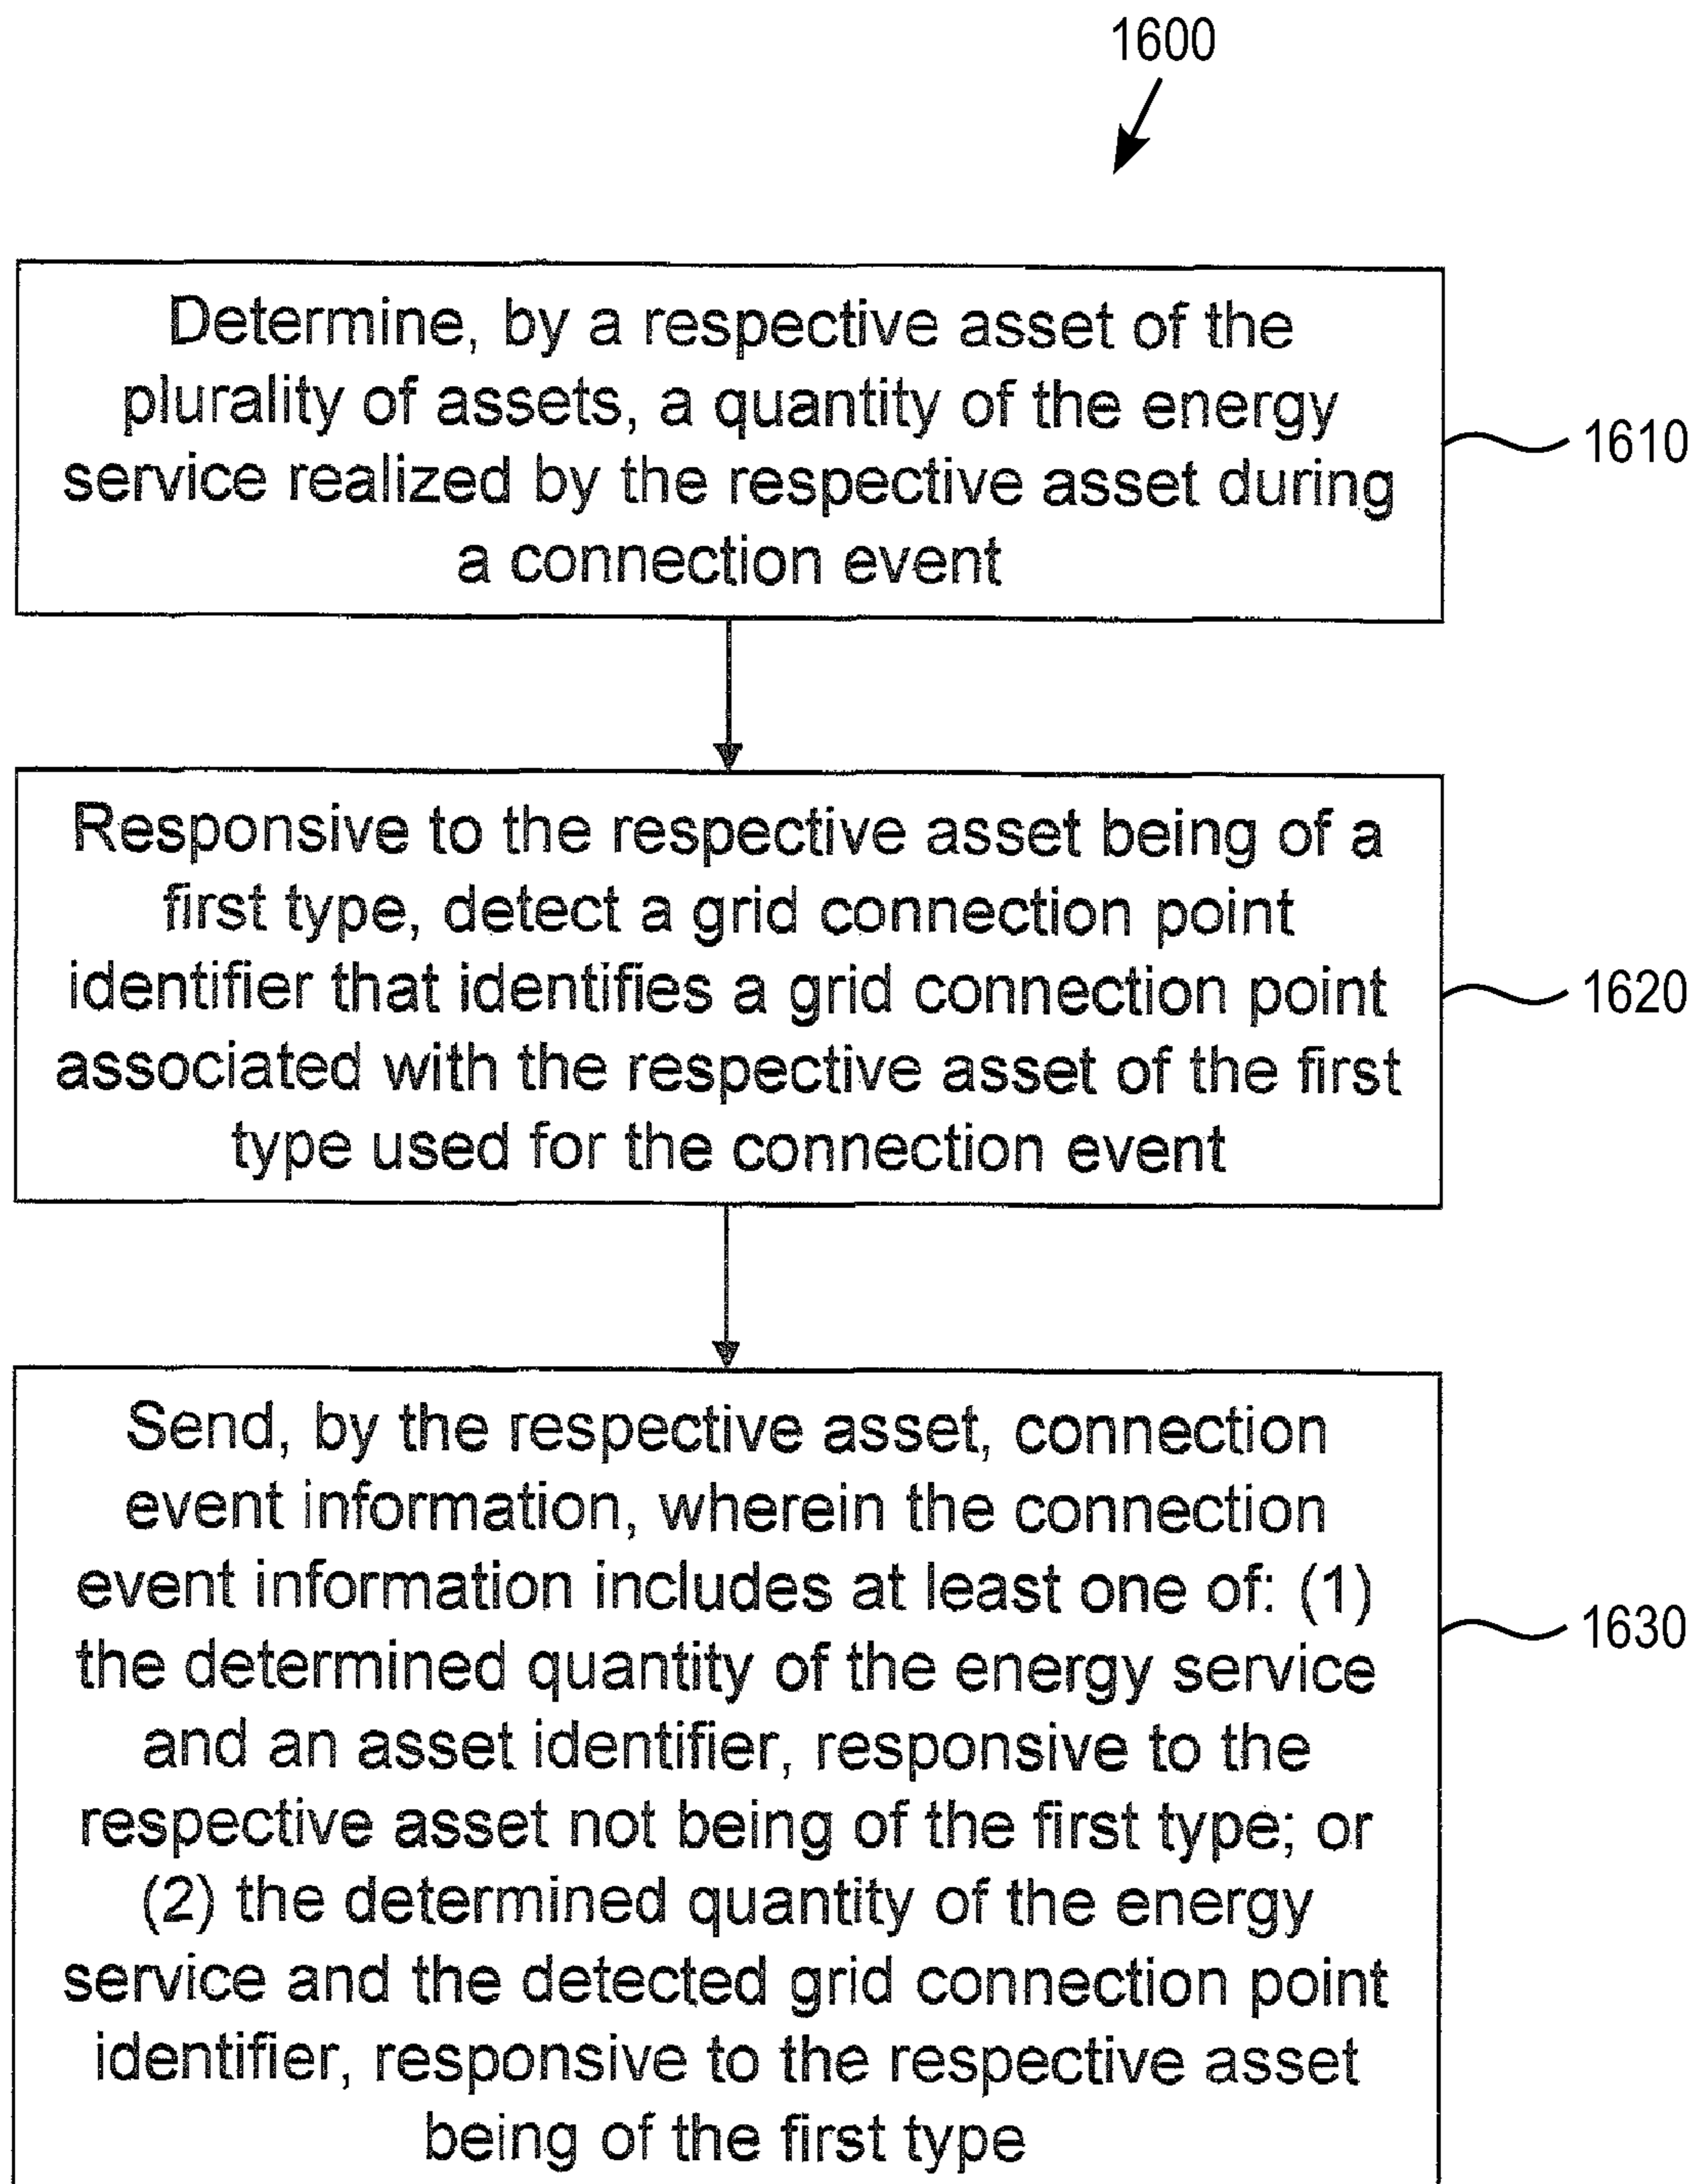 1600
Determine, by a respective asset of the
plurality of assets, a quantity of the energy
service realized by the respective asset during
a connection event
1610
Responsive to the respective asset being of a
first type, detect a grid connection point
identifier that identifies a grid connection point
associated with the respective asset of the first
type used for the connection event
1620
Send, by the respective asset, connection
event information, wherein the connection
event information includes at least one of: (1)
the determined quantity of the energy service
and an asset identifier, responsive to the
respective asset not being of the first type; or
(2) the determined quantity of the energy
service and the detected grid connection point
identifier, responsive to the respective asset
being of the first type
1630